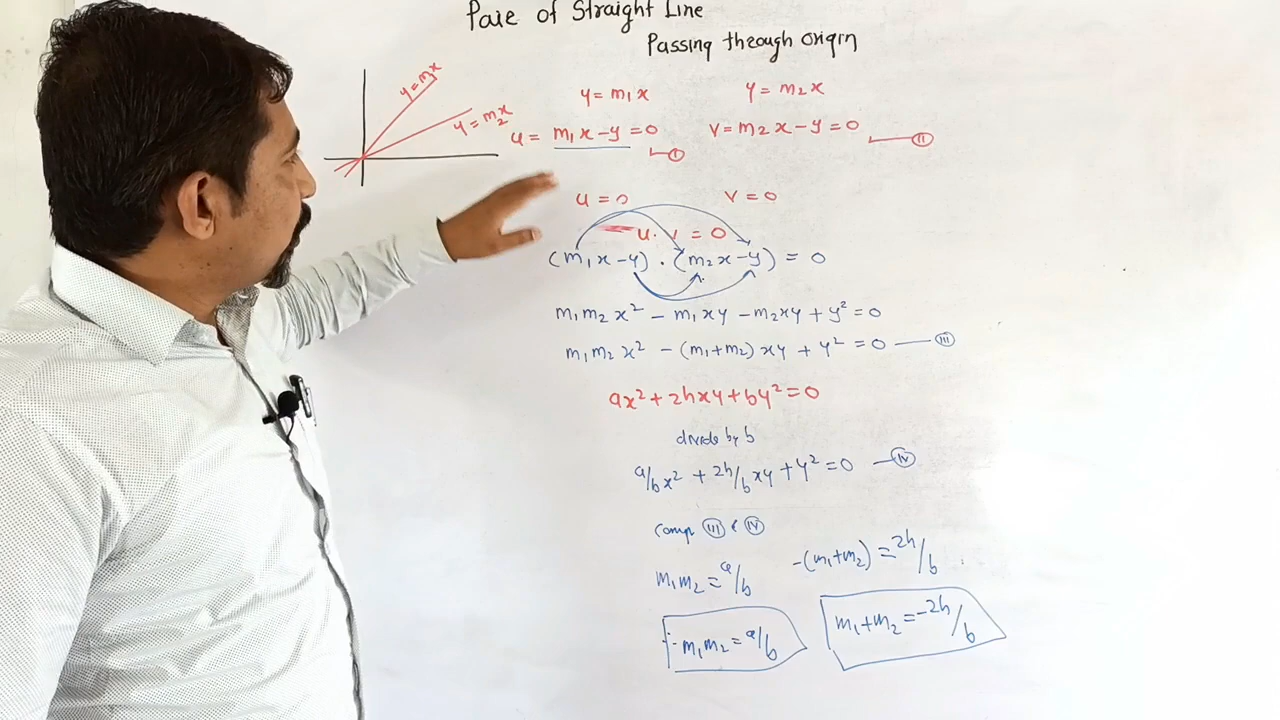 Paie of Straight Line
Passing through origin
y = m₁x
y = m₂x
y = m₁x
y = m₂x
u = m₁x - y = 0 — Ⓘ
V = m₂x - y = 0 — Ⓘⓘ
u = 0
V = 0
u. v = 0
(m₁x - y) . (m₂x - y) = 0
m₁m₂x² - m₁xy - m₂xy + y² = 0
m₁m₂x² - (m₁+m₂)xy + y² = 0 — (III)
ax² + 2hxy + by² = 0
divide by b
a/b x² + 2h/b xy + y² = 0 — (IV)
comp. (III) & (IV)
m₁m₂ = a/b
-(m₁+m₂) = 2h/b
∴ m₁m₂ = a/b
m₁+m₂ = -2h/b